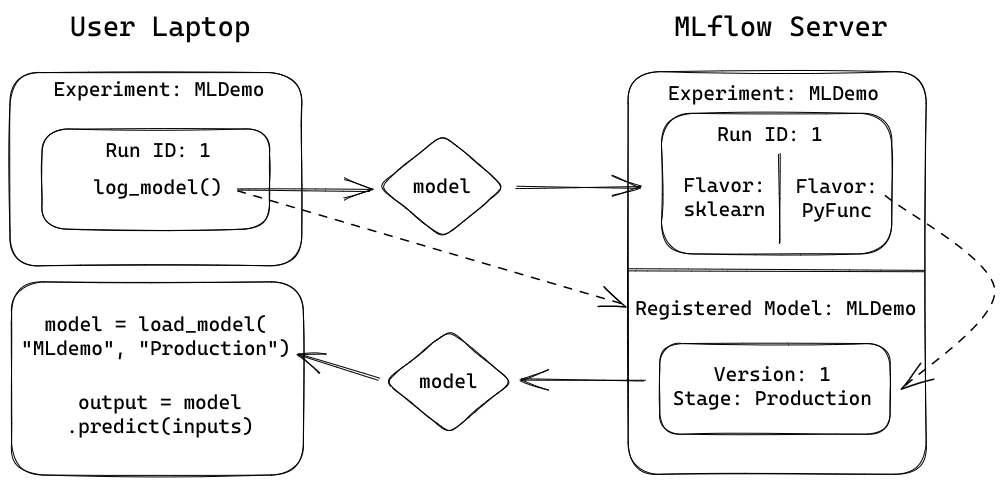 User Laptop
Experiment: MLDemo
Run ID: 1
log_model()
model
MLflow Server
Experiment: MLDemo
Run ID: 1
Flavor:
sklearn
Flavor:
PyFunc
Registered Model: MLDemo
Version: 1
Stage: Production
model
model = load_model(
"MLdemo", "Production")
output = model
.predict(inputs)